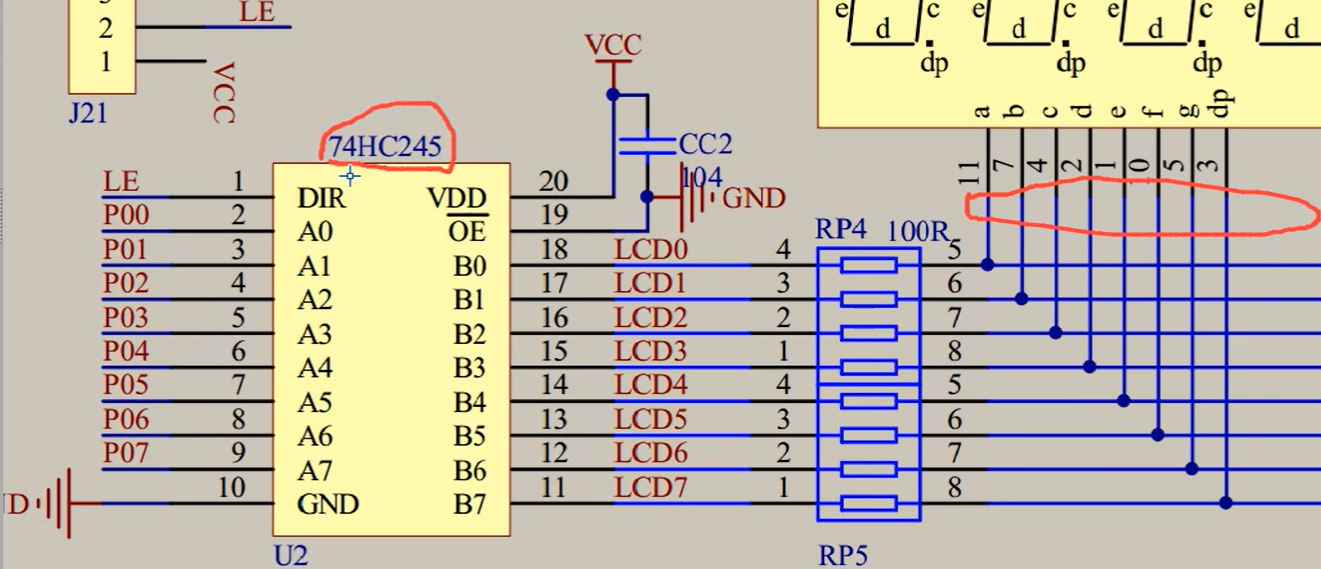 LE
2
1
VCC
J21
74HC245
VCC
CC2
104
GND
e d c dp
e d c dp
e d c dp
e d
a b c d e f g dp
11 7 4 2 1 0 5 3
LE 1 DIR VDD 20
P00 2 A0 OE 19
P01 3 A1 B0 18 LCD0 4 5
P02 4 A2 B1 17 LCD1 3 6
P03 5 A3 B2 16 LCD2 2 7
P04 6 A4 B3 15 LCD3 1 8
P05 7 A5 B4 14 LCD4 4 5
P06 8 A6 B5 13 LCD5 3 6
P07 9 A7 B6 12 LCD6 2 7
10 GND B7 11 LCD7 1 8
RP4 100R
U2
RP5